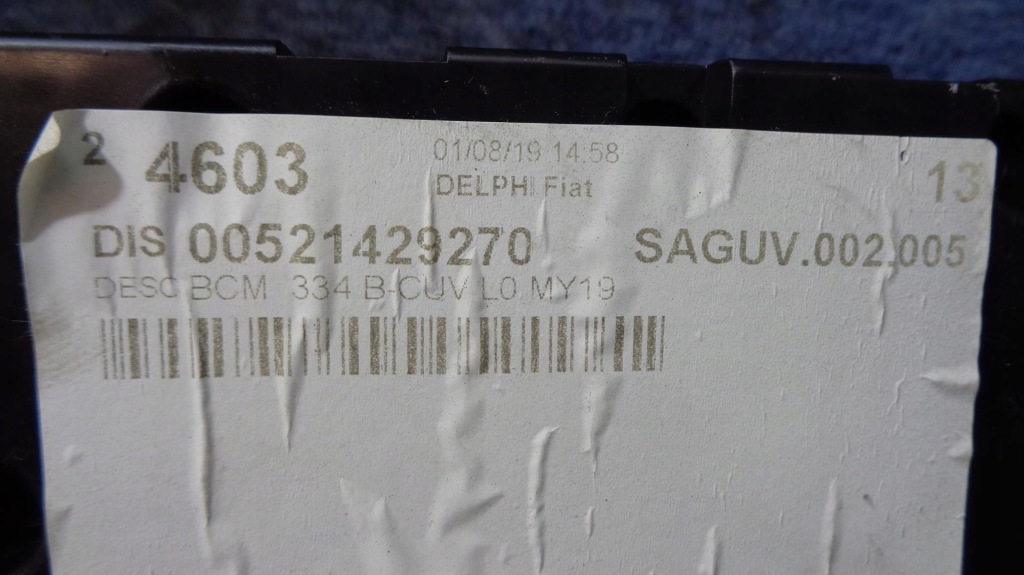 2 4603 01/08/19 14:58 13
DELPHI Fiat
DIS 00521429270 SAGUV.002.005
DESC BCM 334 B-CUV L0 MY19